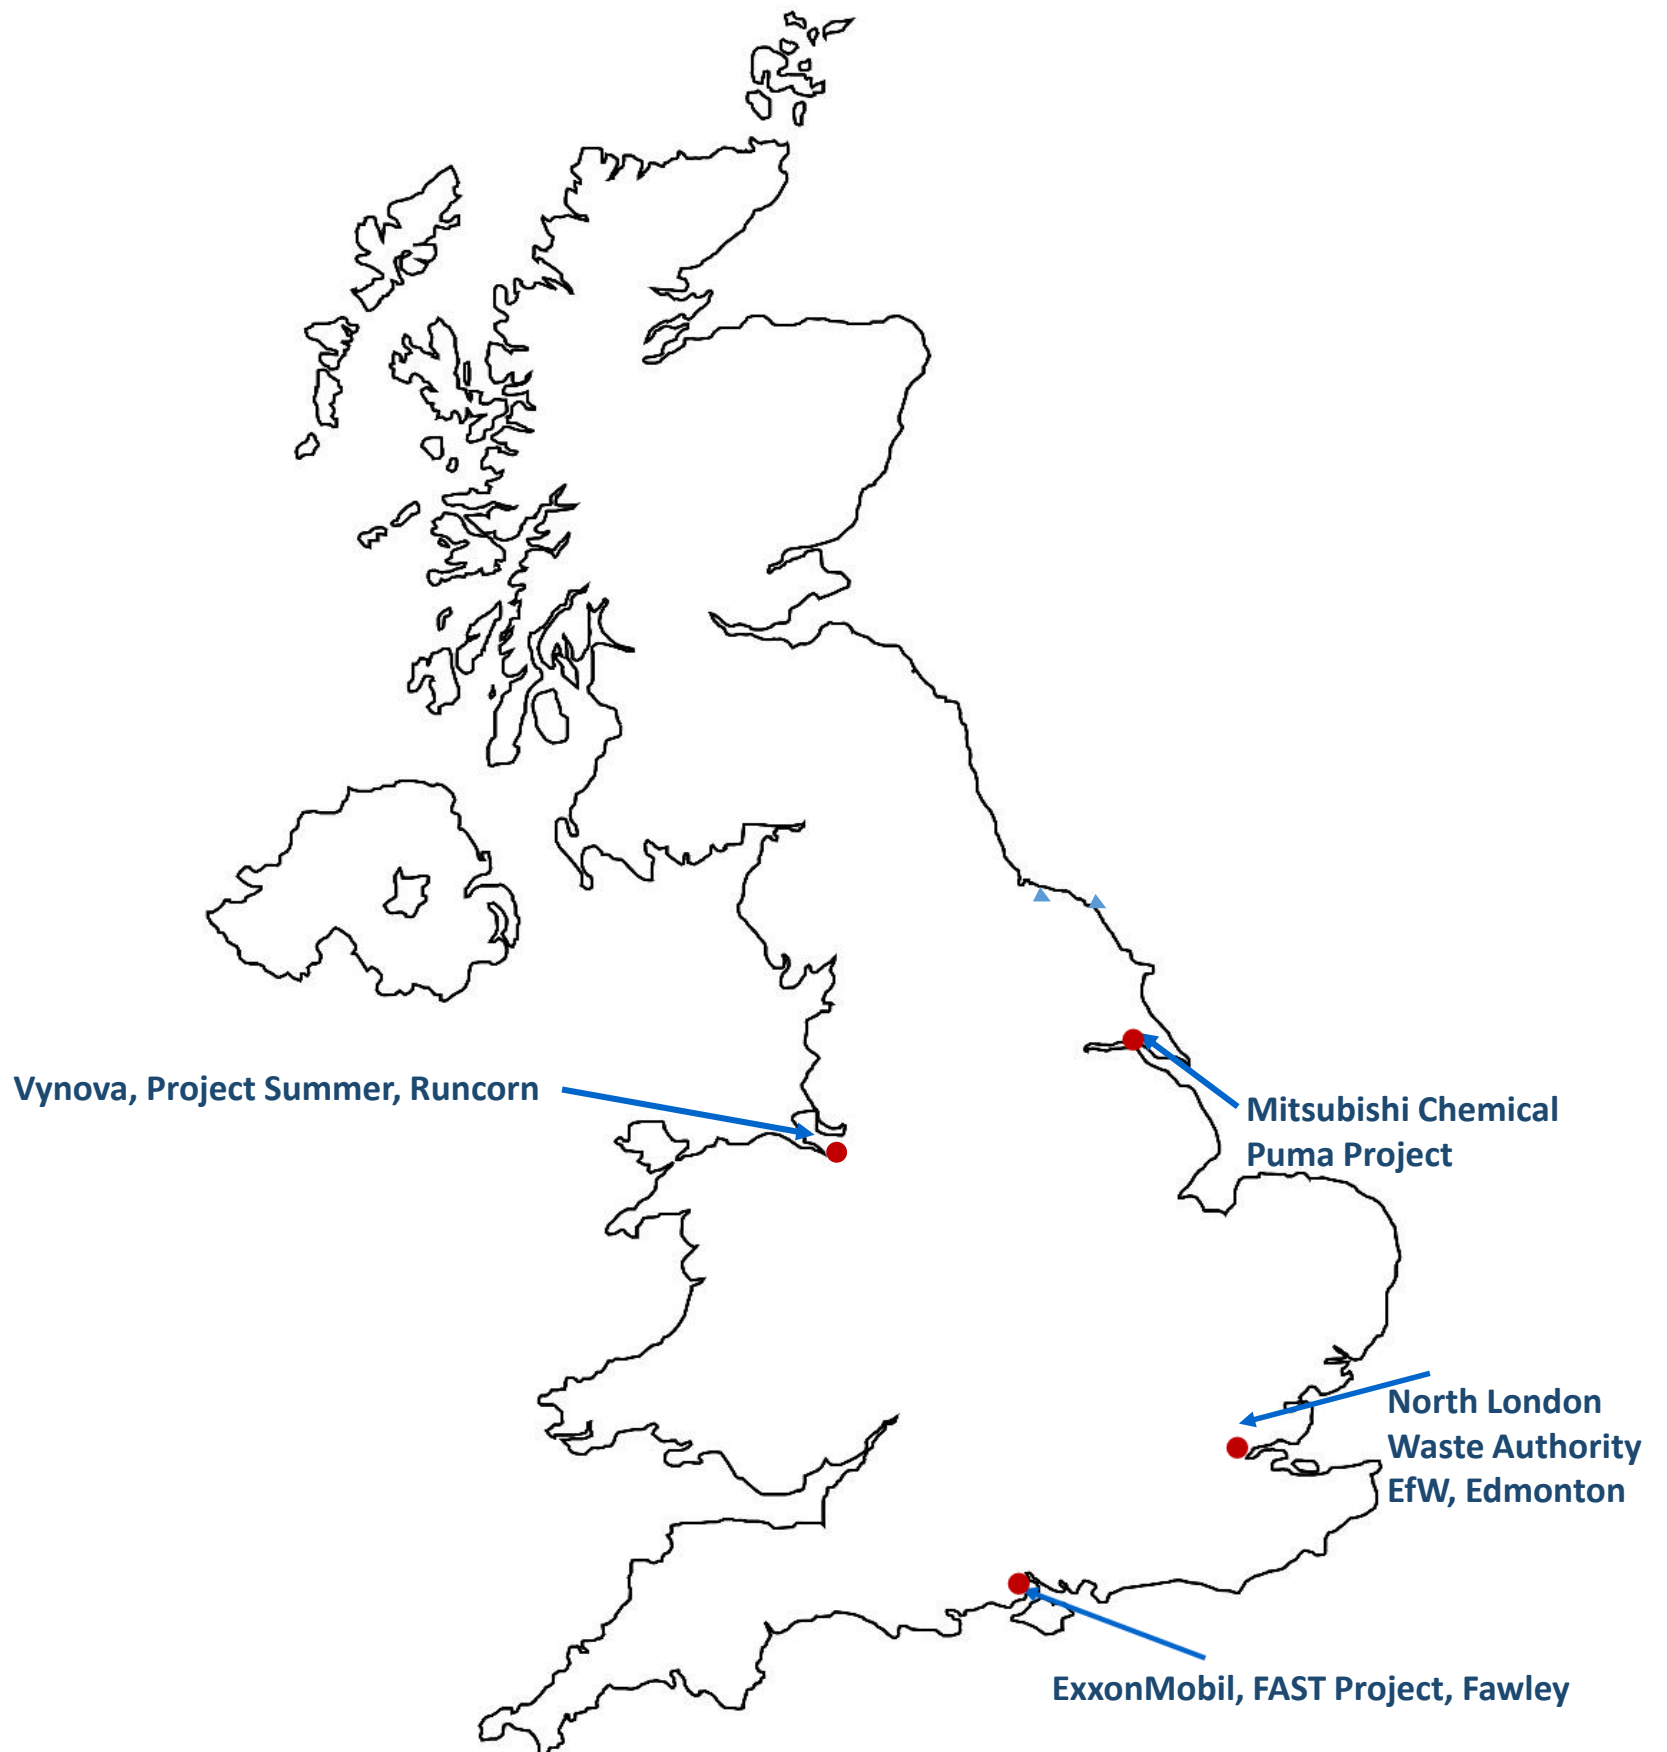 Vynova, Project Summer, Runcorn
Mitsubishi Chemical
Puma Project
North London
Waste Authority
EfW, Edmonton
ExxonMobil, FAST Project, Fawley